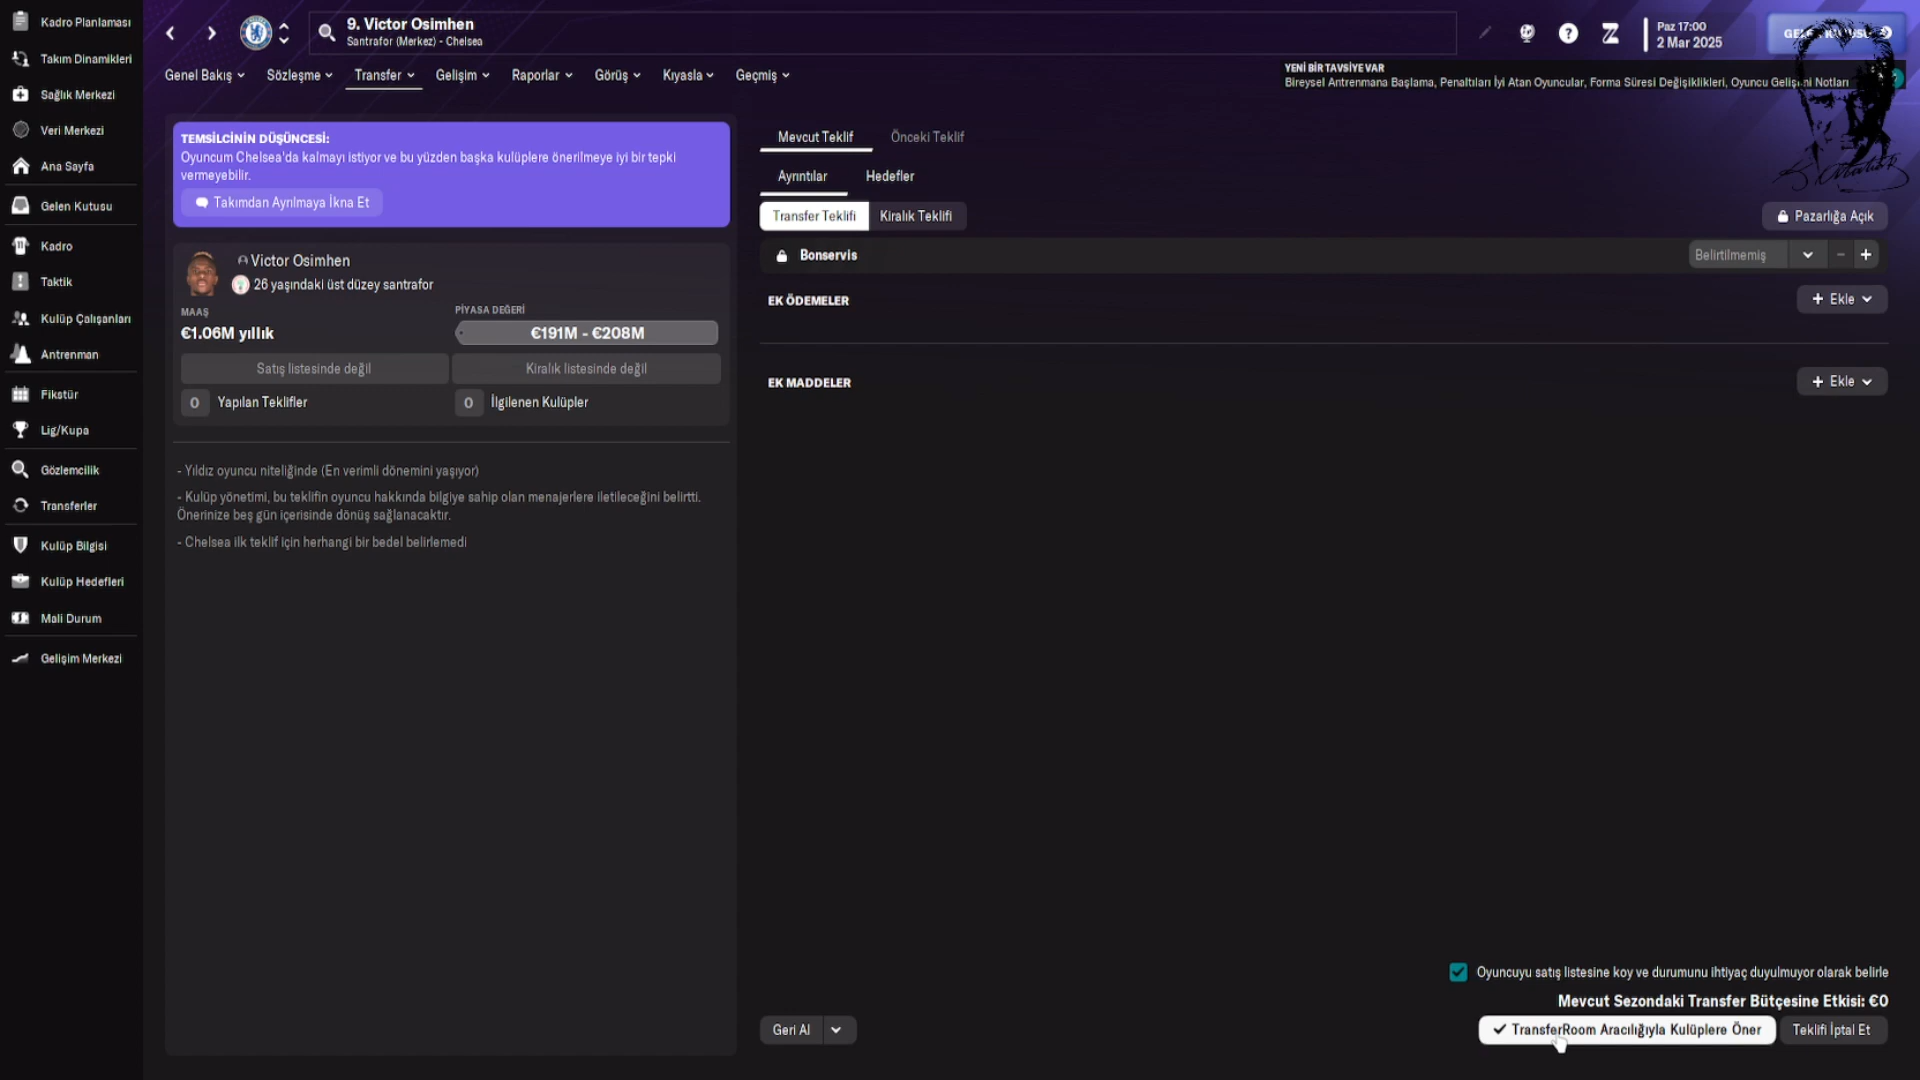 Kadro Planlaması
Takım Dinamikleri
Sağlık Merkezi
Veri Merkezi
Ana Sayfa
Gelen Kutusu
Kadro
Taktik
Kulüp Çalışanları
Antrenman
Fikstür
Lig/Kupa
Gözlemcilik
Transferler
Kulüp Bilgisi
Kulüp Hedefleri
Mali Durum
Gelişim Merkezi
9. Victor Osimhen
Santrafor (Merkez) - Chelsea
Paz 17:00
2 Mar 2025
Genel Bakış
Sözleşme
Transfer
Gelişim
Raporlar
Görüş
Kıyasla
Geçmiş
YENİ BİR TAVSİYE VAR
Bireysel Antrenmana Başlama, Penaltıları İyi Atan Oyuncular, Forma Süresi Değişiklikleri, Oyuncu Gelişimi Notları
TEMSİLCİNİN DÜŞÜNCESİ:
Oyuncum Chelsea'da kalmayı istiyor ve bu yüzden başka kulüplere önerilmeye iyi bir tepki
vermeyebilir.
Takımdan Ayrılmaya İkna Et
Victor Osimhen
26 yaşındaki üst düzey santrafor
MAAŞ
€1.06M yıllık
PİYASA DEĞERİ
€191M - €208M
Satış listesinde değil
Kiralık listesinde değil
0 Yapılan Teklifler
0 İlgilenen Kulüpler
- Yıldız oyuncu niteliğinde (En verimli dönemini yaşıyor)
- Kulüp yönetimi, bu teklifin oyuncu hakkında bilgiye sahip olan menajerlere iletileceğini belirtti.
Önerinize beş gün içerisinde dönüş sağlanacaktır.
- Chelsea ilk teklif için herhangi bir bedel belirlemedi
Mevcut Teklif
Önceki Teklif
Ayrıntılar
Hedefler
Transfer Teklifi
Kiralık Teklifi
Pazarlığa Açık
Bonservis
Belirtilmemiş
EK ÖDEMELER
+ Ekle
EK MADDELER
+ Ekle
Oyuncuyu satış listesine koy ve durumunu ihtiyaç duyulmuyor olarak belirle
Mevcut Sezondaki Transfer Bütçesine Etkisi: €0
Geri Al
TransferRoom Aracılığıyla Kulüplere Öner
Teklifi İptal Et